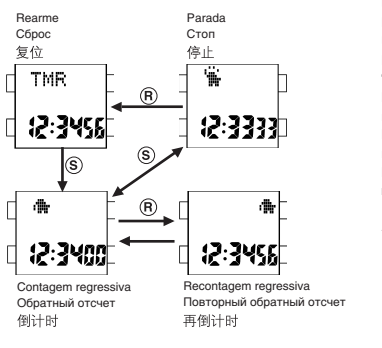 Rearme
Сброс
复位
Parada
Стоп
停止
TMR
12:3456
R
12:3333
S
S
R
12:3400
12:3456
Contagem regressiva
Обратный отсчет
倒计时
Recontagem regressiva
Повторный обратный отсчет
再倒计时